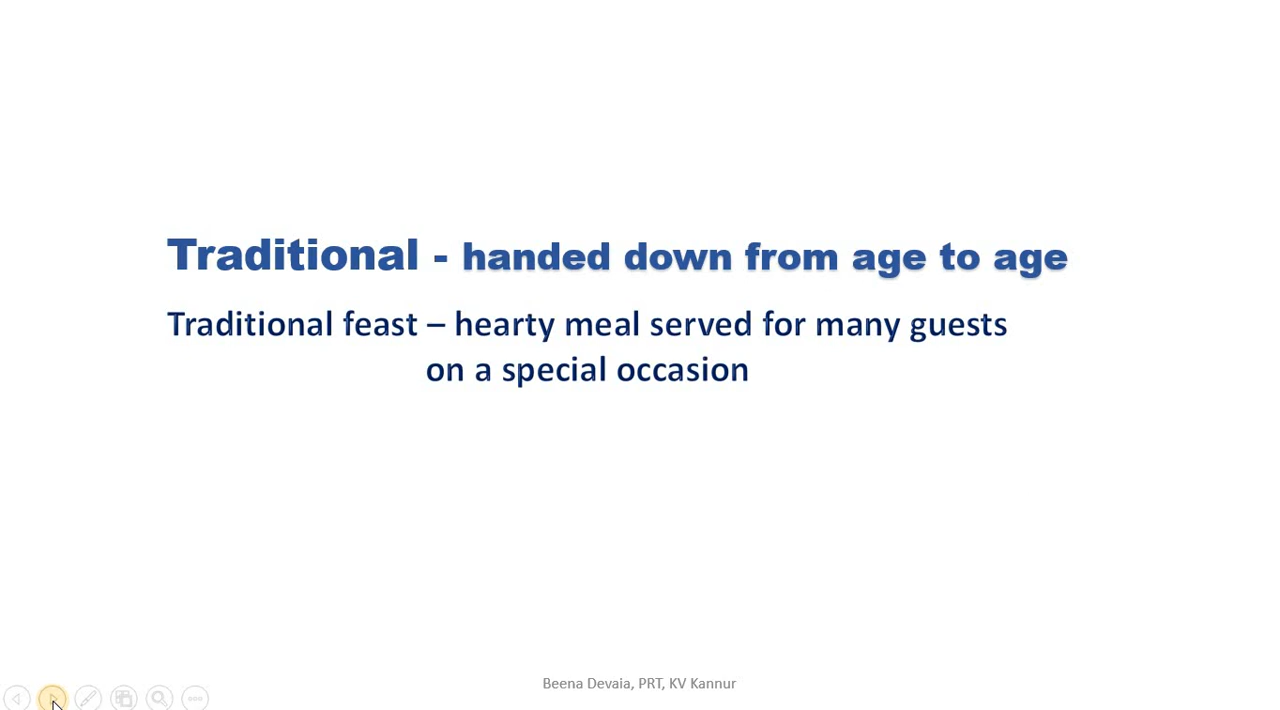 Traditional - handed down from age to age
Traditional feast – hearty meal served for many guests
on a special occasion
Beena Devaia, PRT, KV Kannur